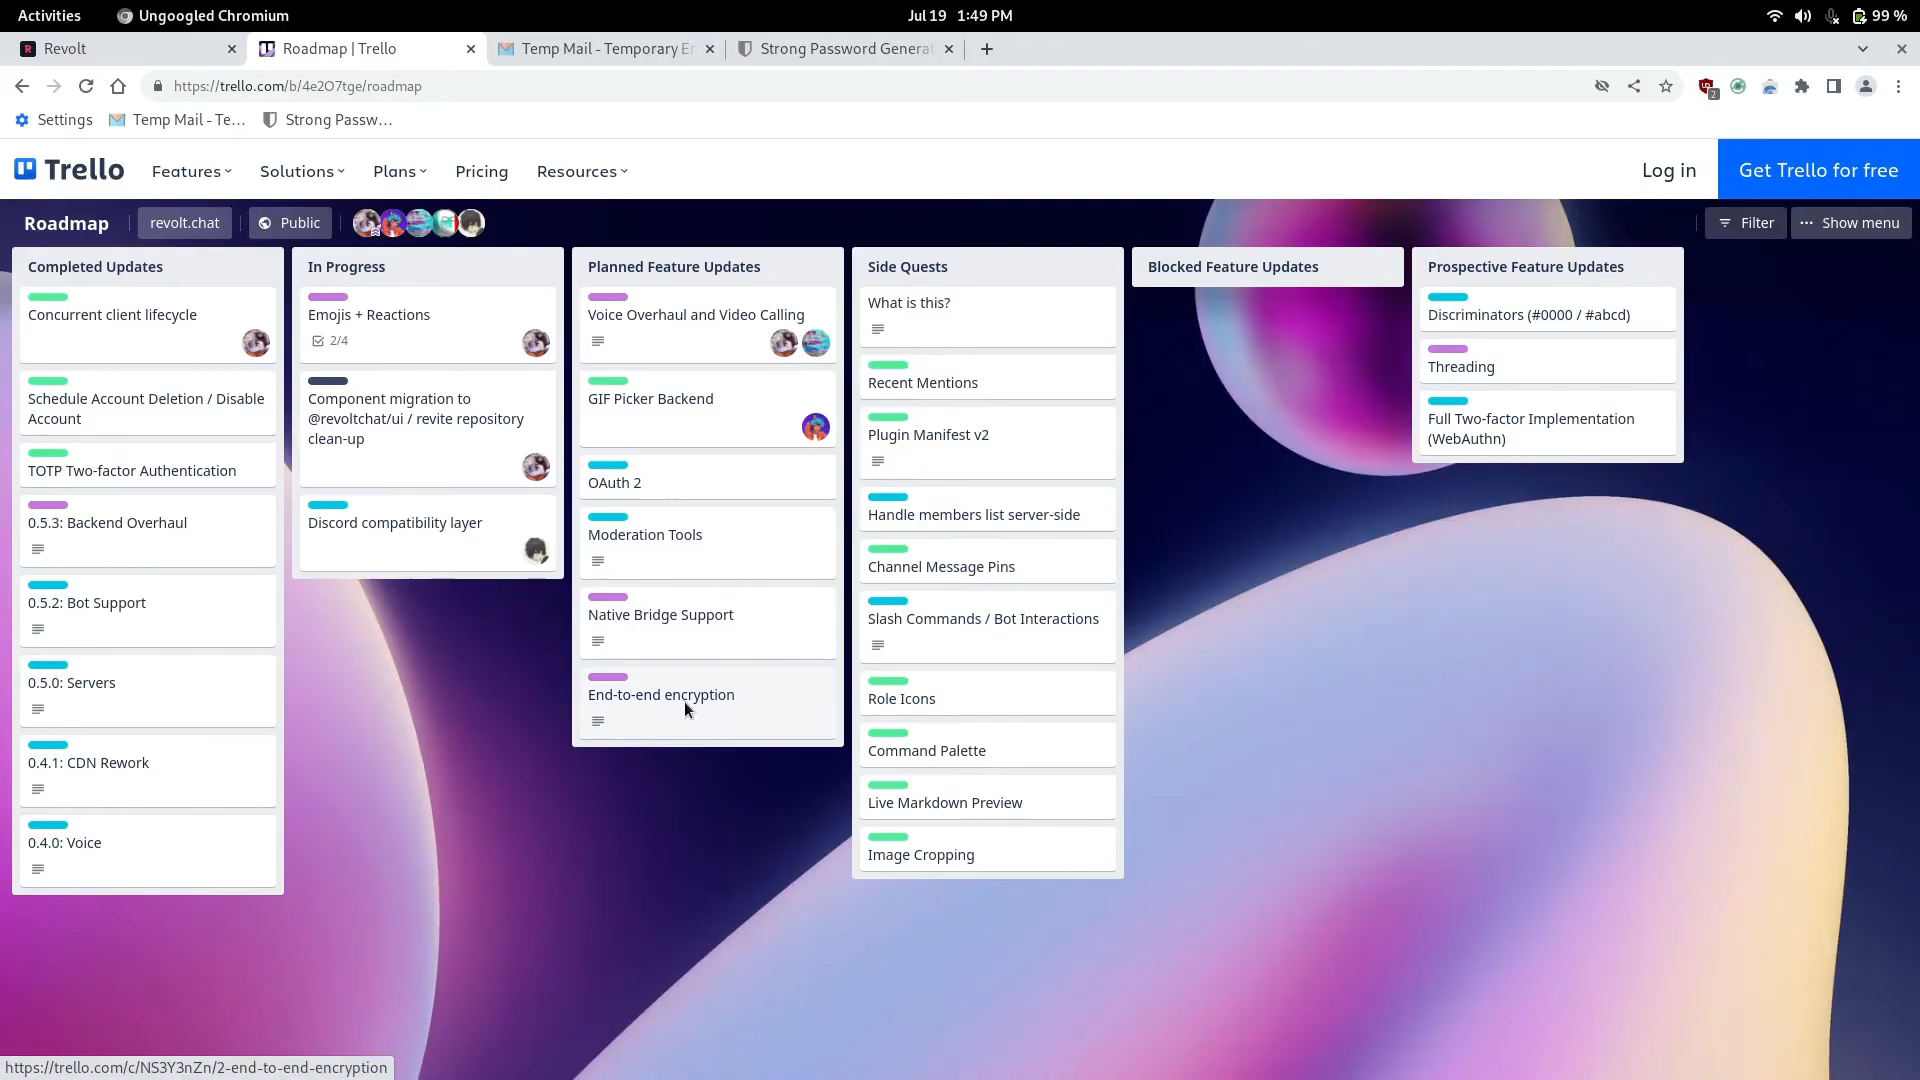 Activities
Ungoogled Chromium
Jul 19 1:49 PM
99 %
Revolt
Roadmap | Trello
Temp Mail - Temporary Er
Strong Password Generat
https://trello.com/b/4e2O7tge/roadmap
2
Settings
Temp Mail - Te…
Strong Passw…
Trello
Features
Solutions
Plans
Pricing
Resources
Log in
Get Trello for free
Roadmap
revolt.chat
Public
Filter
Show menu
Completed Updates
Concurrent client lifecycle
Schedule Account Deletion / Disable
Account
TOTP Two-factor Authentication
0.5.3: Backend Overhaul
0.5.2: Bot Support
0.5.0: Servers
0.4.1: CDN Rework
0.4.0: Voice
In Progress
Emojis + Reactions
2/4
Component migration to
@revoltchat/ui / revite repository
clean-up
Discord compatibility layer
Planned Feature Updates
Voice Overhaul and Video Calling
GIF Picker Backend
OAuth 2
Moderation Tools
Native Bridge Support
End-to-end encryption
Side Quests
What is this?
Recent Mentions
Plugin Manifest v2
Handle members list server-side
Channel Message Pins
Slash Commands / Bot Interactions
Role Icons
Command Palette
Live Markdown Preview
Image Cropping
Blocked Feature Updates
Prospective Feature Updates
Discriminators (#0000 / #abcd)
Threading
Full Two-factor Implementation
(WebAuthn)
https://trello.com/c/NS3Y3nZn/2-end-to-end-encryption